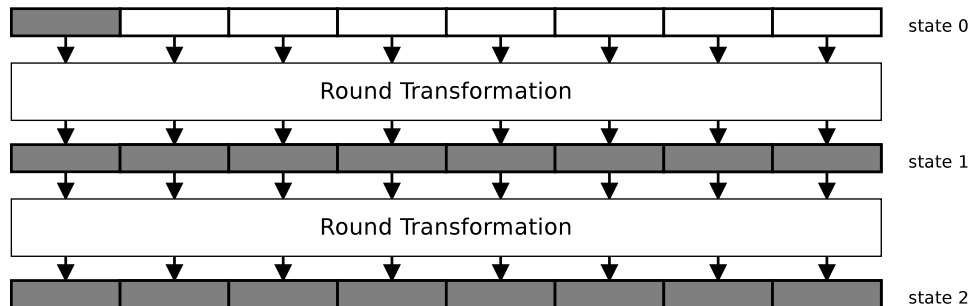 state 0
Round Transformation
state 1
Round Transformation
state 2